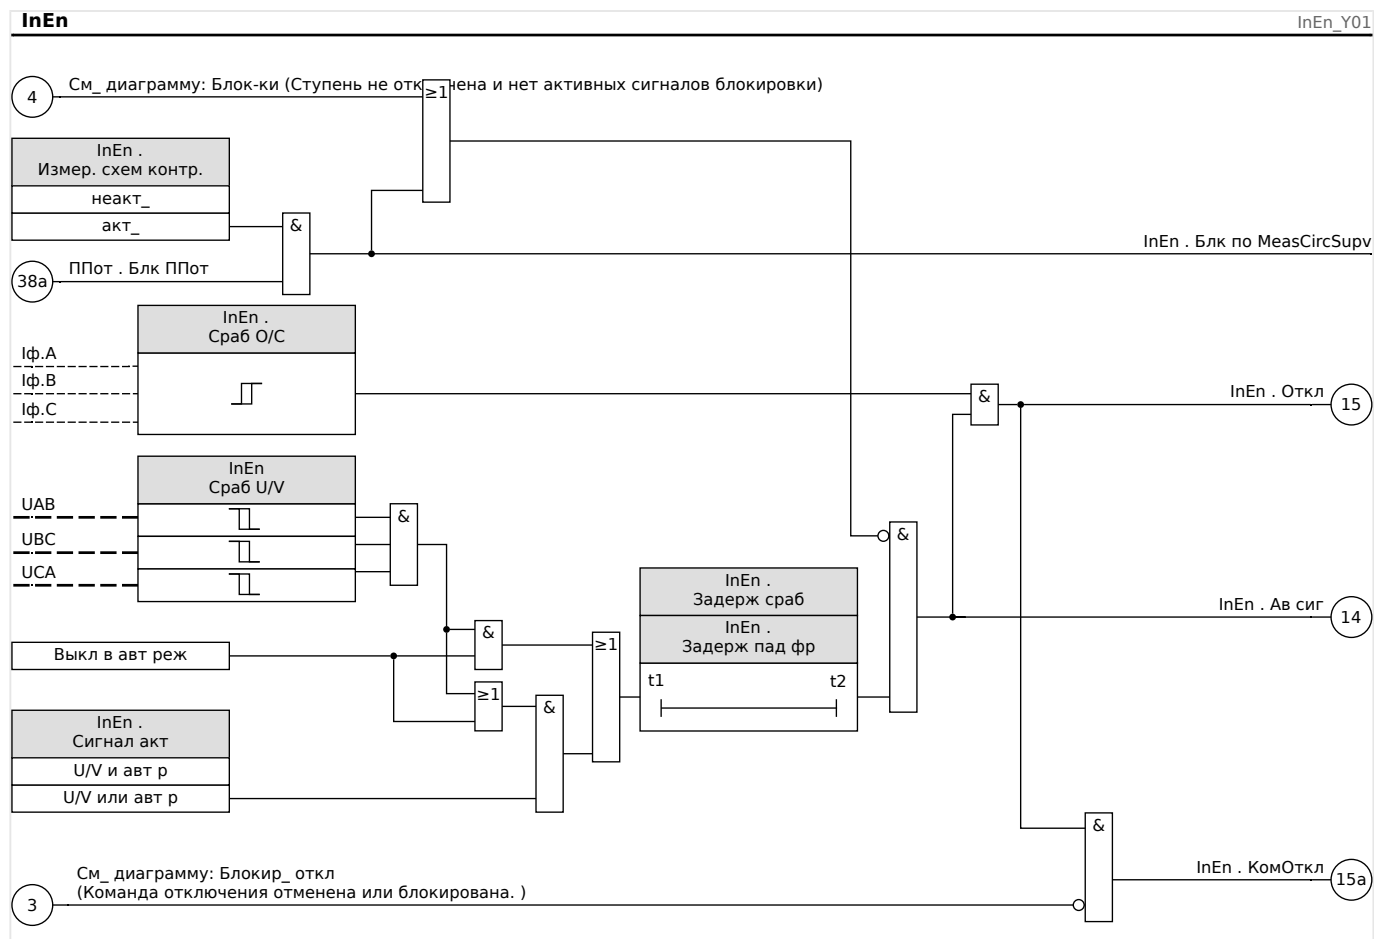 InEn
InEn_Y01
См_ диаграмму: Блок-ки (Ступень не отк чена и нет активных сигналов блокировки)
4
≥1
InEn .
Измер. схем контр.
неакт_
акт_
&
InEn . Блк по MeasCircSupv
ППот . Блк ППот
38a
InEn .
Сраб O/C
Iф.A
Iф.B
Iф.C
&
InEn . Откл
15
InEn
Сраб U/V
UAB
UBC
UCA
&
&
InEn .
Задерж сраб
InEn .
Задерж пад фр
t1
t2
InEn . Ав сиг
14
&
≥1
Выкл в авт реж
≥1
&
InEn .
Сигнал акт
U/V и авт р
U/V или авт р
&
См_ диаграмму: Блокир_ откл
(Команда отключения отменена или блокирована. )
3
InEn . КомОткл
15a